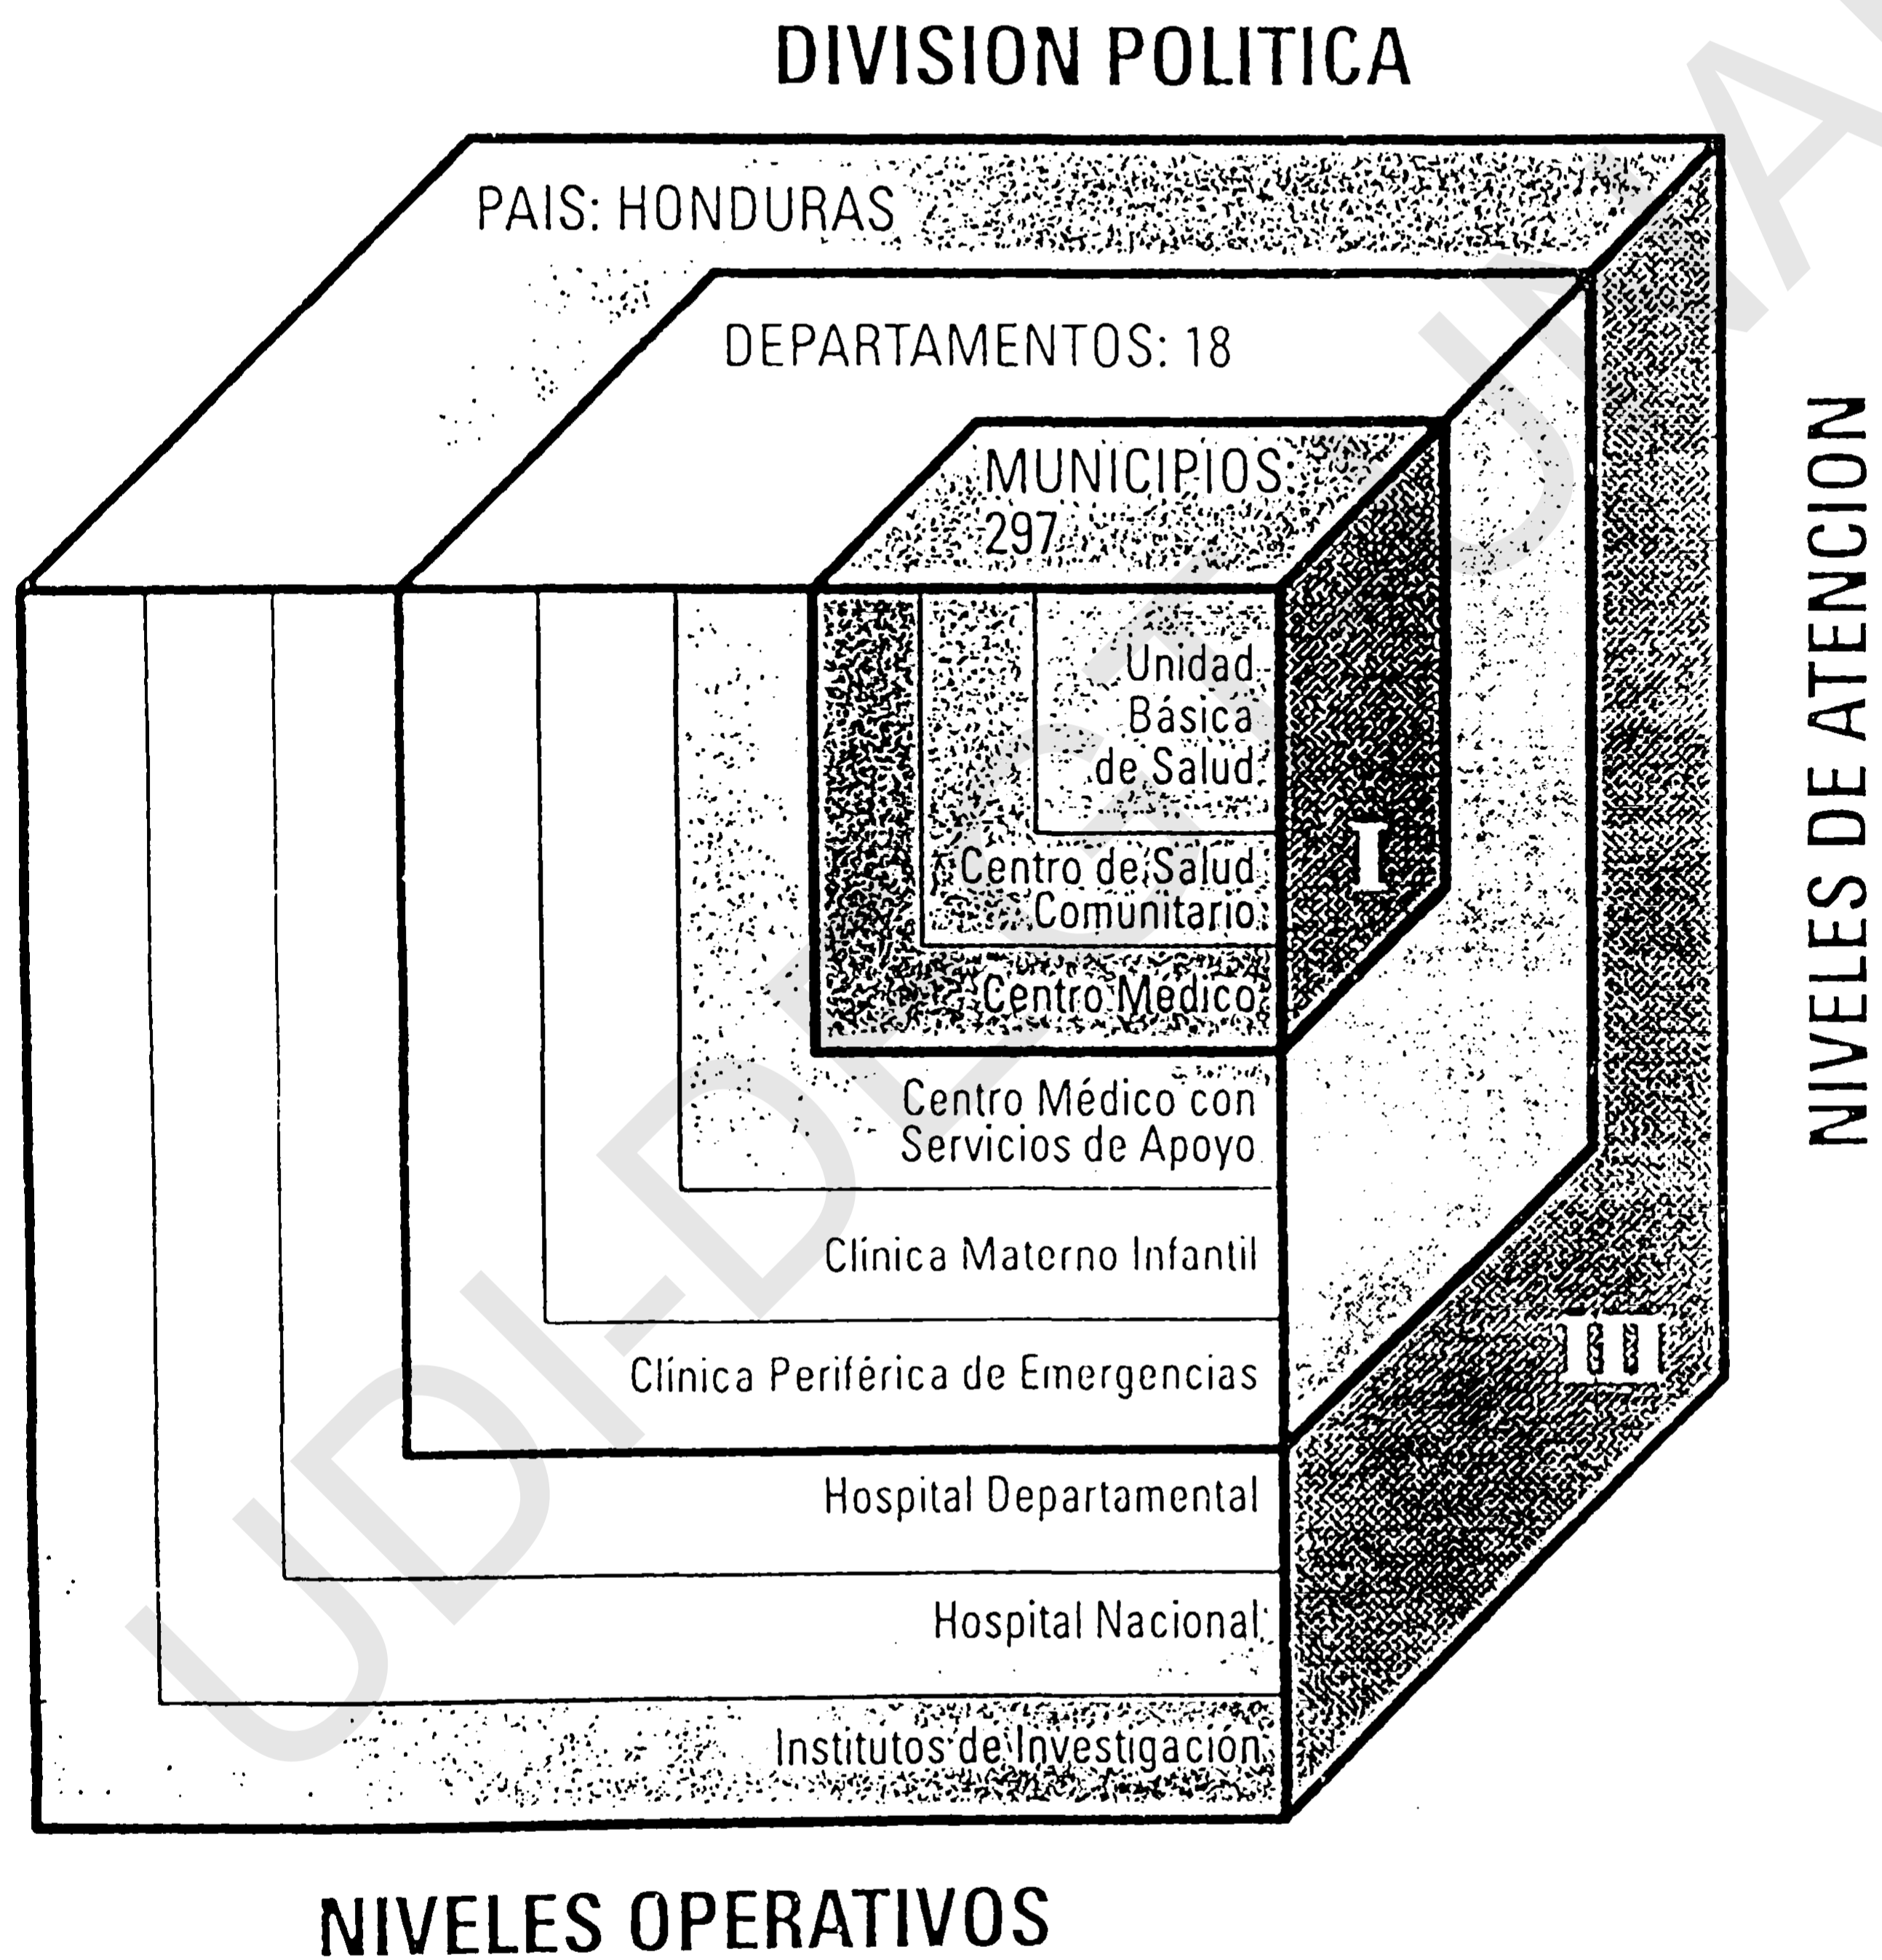 DIVISION POLITICA
PAIS: HONDURAS
DEPARTAMENTOS: 18
MUNICIPIOS:
297
Unidad
Básica
de Salud
Centro de Salud
Comunitario
Centro Médico
Centro Médico con
Servicios de Apoyo
Clínica Materno Infantil
Clínica Periférica de Emergencias
Hospital Departamental
Hospital Nacional
Institutos de Investigación
I
III
NIVELES DE ATENCION
NIVELES OPERATIVOS